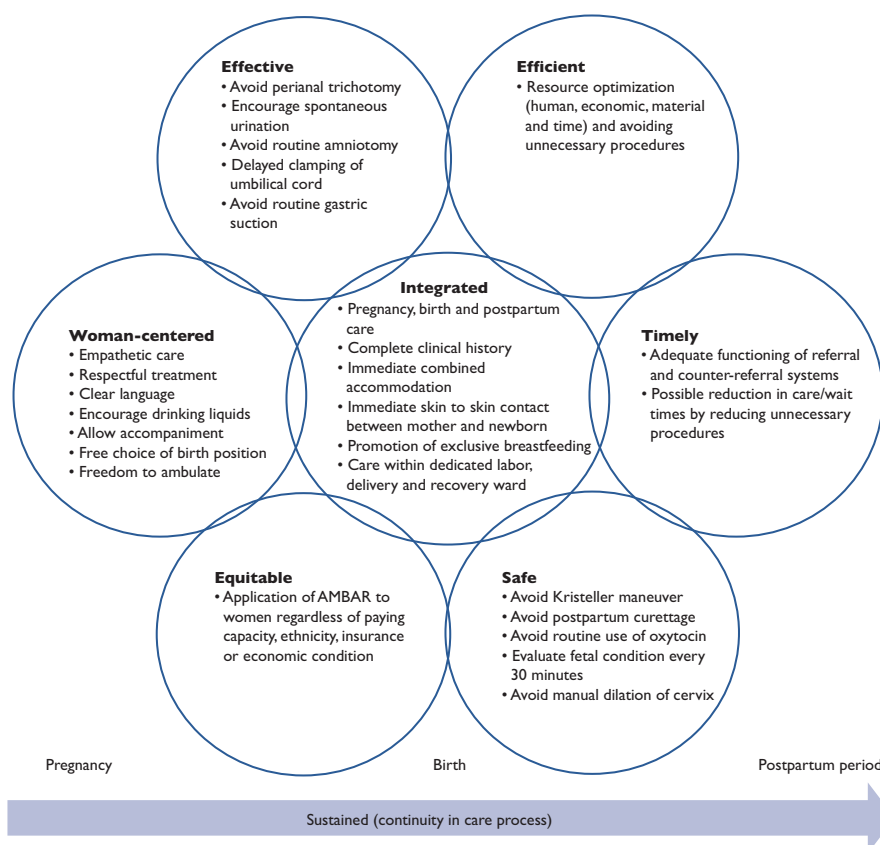 Effective
• Avoid perianal trichotomy
• Encourage spontaneous
urination
• Avoid routine amniotomy
• Delayed clamping of
umbilical cord
• Avoid routine gastric
suction
Efficient
• Resource optimization
(human, economic, material
and time) and avoiding
unnecessary procedures
Woman-centered
• Empathetic care
• Respectful treatment
• Clear language
• Encourage drinking liquids
• Allow accompaniment
• Free choice of birth position
• Freedom to ambulate
Integrated
• Pregnancy, birth and postpartum
care
• Complete clinical history
• Immediate combined
accommodation
• Immediate skin to skin contact
between mother and newborn
• Promotion of exclusive breastfeeding
• Care within dedicated labor,
delivery and recovery ward
Timely
• Adequate functioning of referral
and counter-referral systems
• Possible reduction in care/wait
times by reducing unnecessary
procedures
Equitable
• Application of AMBAR to
women regardless of paying
capacity, ethnicity, insurance
or economic condition
Safe
• Avoid Kristeller maneuver
• Avoid postpartum curettage
• Avoid routine use of oxytocin
• Evaluate fetal condition every
30 minutes
• Avoid manual dilation of cervix
Pregnancy
Birth
Postpartum period
Sustained (continuity in care process)